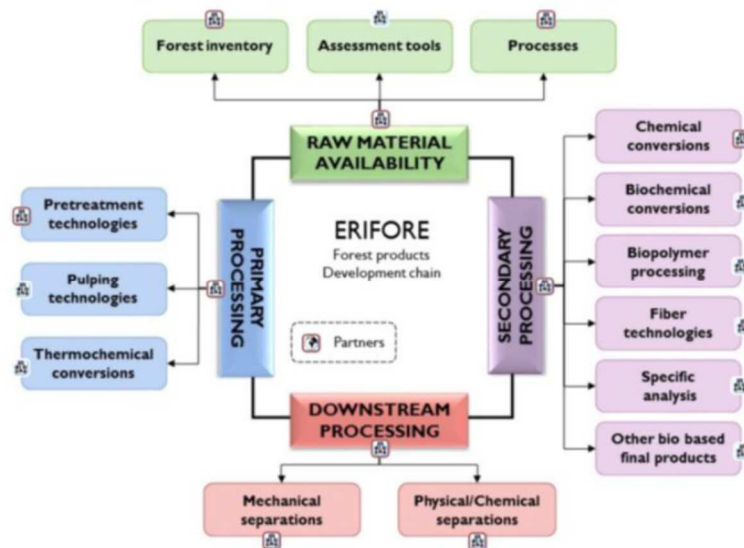 Forest inventory
Assessment tools
Processes
RAW MATERIAL
AVAILABILITY
Pretreatment
technologies
Pulping
technologies
Thermochemical
conversions
PRIMARY
PROCESSING
ERIFORE
Forest products
Development chain
Partners
SECONDARY
PROCESSING
Chemical
conversions
Biochemical
conversions
Biopolymer
processing
Fiber
technologies
Specific
analysis
Other bio based
final products
DOWNSTREAM
PROCESSING
Mechanical
separations
Physical/Chemical
separations